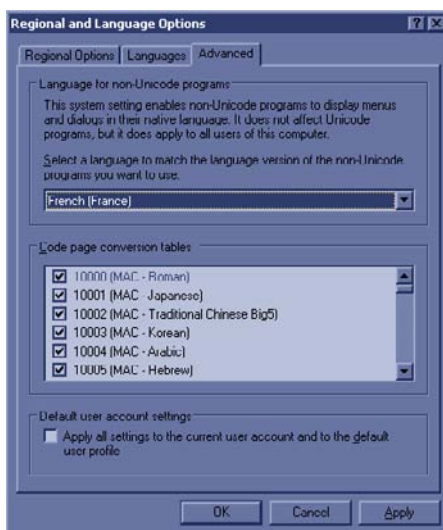 Regional and Language Options
Regional Options
Languages
Advanced
Language for non-Unicode programs
This system setting enables non-Unicode programs to display menus
and dialogs in their native language. It does not affect Unicode
programs, but it does apply to all users of this computer.
Select a language to match the language version of the non-Unicode
programs you want to use:
French (France)
Code page conversion tables
10000 (MAC - Roman)
10001 (MAC - Japanese)
10002 (MAC - Traditional Chinese Big5)
10003 (MAC - Korean)
10004 (MAC - Arabic)
10005 (MAC - Hebrew)
Default user account settings
Apply all settings to the current user account and to the default
user profile
OK
Cancel
Apply